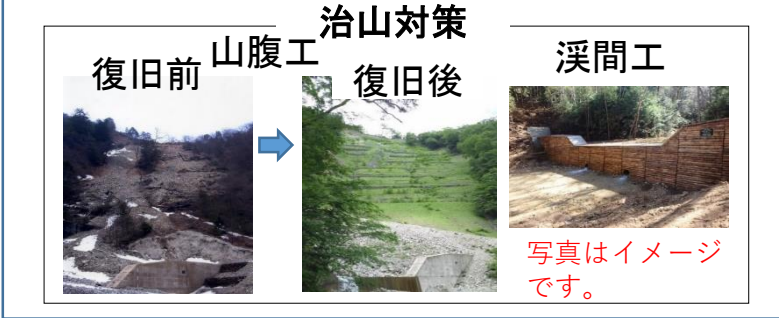 治山対策
山腹工
復旧前
復旧後
渓間工
写真はイメージ
です。